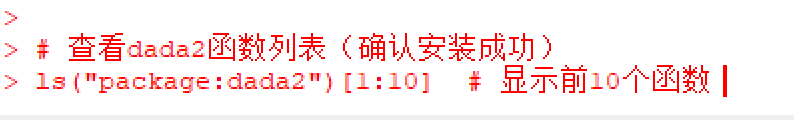 >
> # 查看dada2函数列表（确认安装成功）
> ls("package:dada2")[1:10]  # 显示前10个函数